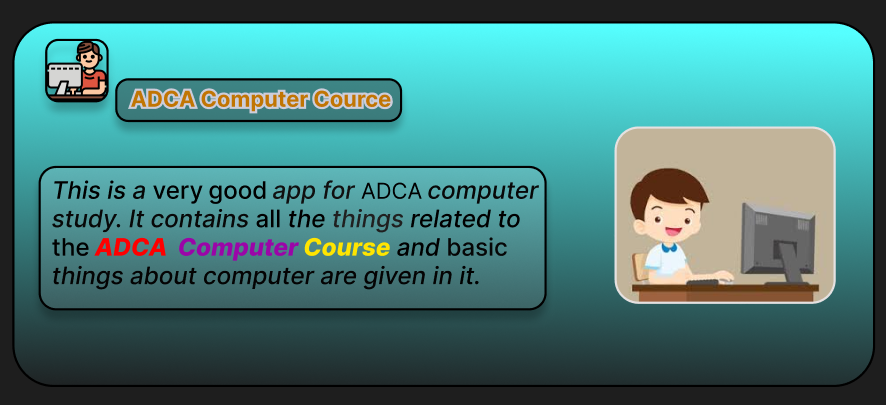 ADCA Computer Cource
This is a very good app for ADCA computer
study. It contains all the things related to
the ADCA Computer Course and basic
things about computer are given in it.